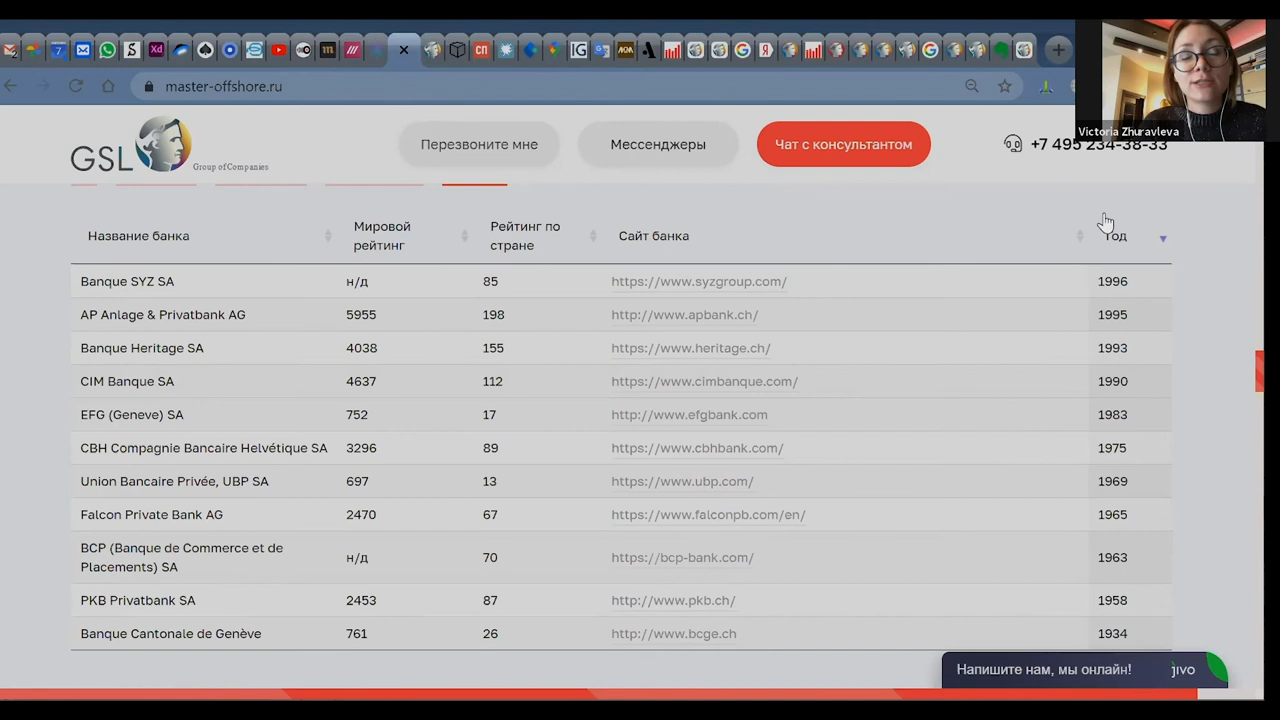 master-offshore.ru
Victoria Zhuravleva
GSL Group of Companies
Перезвоните мне
Мессенджеры
Чат с консультантом
+7 495 234-38-33
Название банка
Мировой рейтинг
Рейтинг по стране
Сайт банка
Год
Banque SYZ SA н/д 85 https://www.syzgroup.com/ 1996
AP Anlage & Privatbank AG 5955 198 http://www.apbank.ch/ 1995
Banque Heritage SA 4038 155 https://www.heritage.ch/ 1993
CIM Banque SA 4637 112 https://www.cimbanque.com/ 1990
EFG (Geneve) SA 752 17 http://www.efgbank.com 1983
CBH Compagnie Bancaire Helvétique SA 3296 89 https://www.cbhbank.com/ 1975
Union Bancaire Privée, UBP SA 697 13 https://www.ubp.com/ 1969
Falcon Private Bank AG 2470 67 https://www.falconpb.com/en/ 1965
BCP (Banque de Commerce et de
Placements) SA н/д 70 https://bcp-bank.com/ 1963
PKB Privatbank SA 2453 87 http://www.pkb.ch/ 1958
Banque Cantonale de Genève 761 26 http://www.bcge.ch 1934
Напишите нам, мы онлайн! jivo